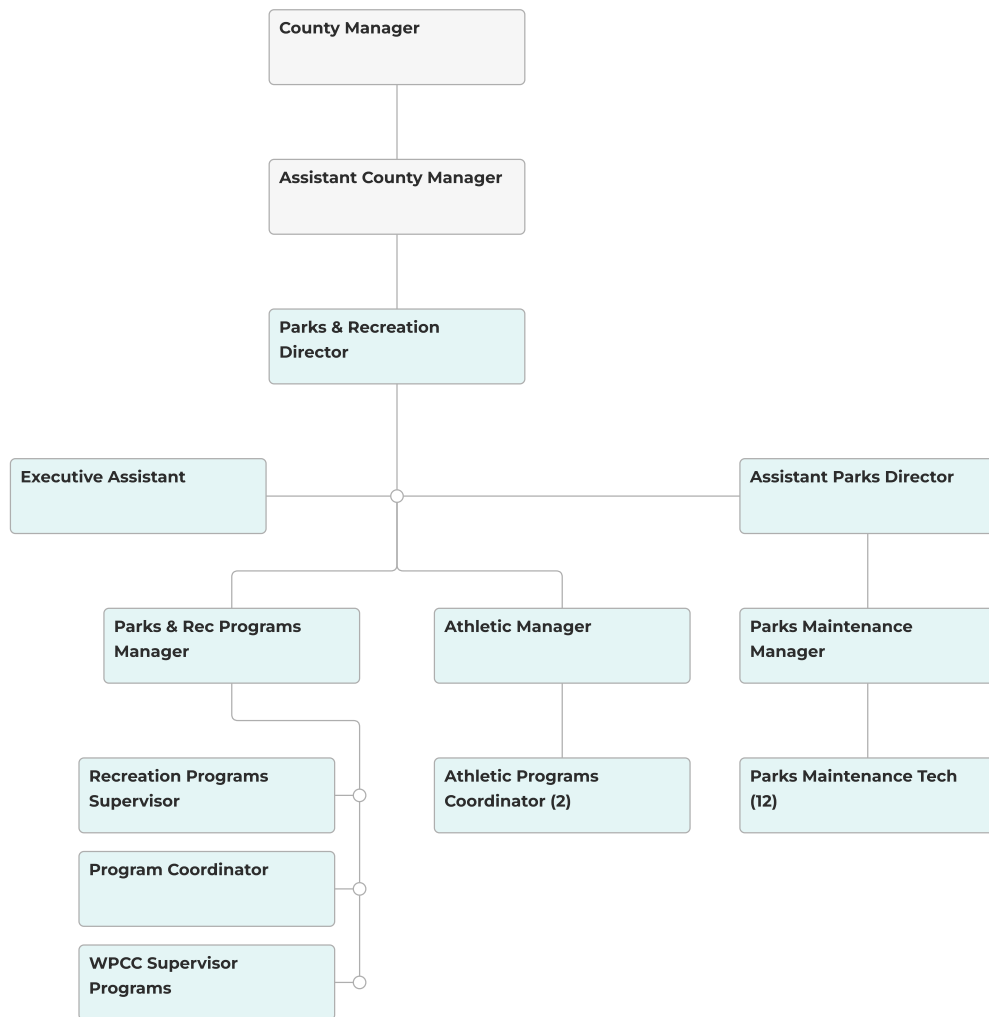 County Manager
Assistant County Manager
Parks & Recreation
Director
Executive Assistant
Assistant Parks Director
Parks & Rec Programs
Manager
Athletic Manager
Parks Maintenance
Manager
Recreation Programs
Supervisor
Athletic Programs
Coordinator (2)
Parks Maintenance Tech
(12)
Program Coordinator
WPCC Supervisor
Programs